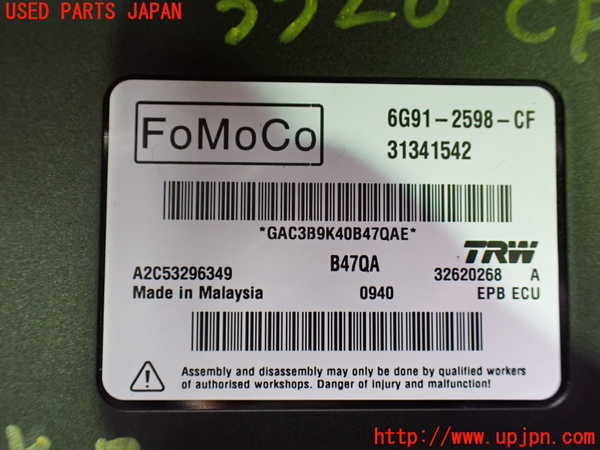 USED PARTS JAPAN
5520 CF
FoMoCo
6G91-2598-CF
31341542
*GAC3B9K40B47QAE*
TRW
B47QA
A2C53296349
32620268 A
Made in Malaysia
0940
EPB ECU
Assembly and disassembly may only be done by qualified workers
of authorised workshops. Danger of injury and malfunction!
http://www.upjpn.com/